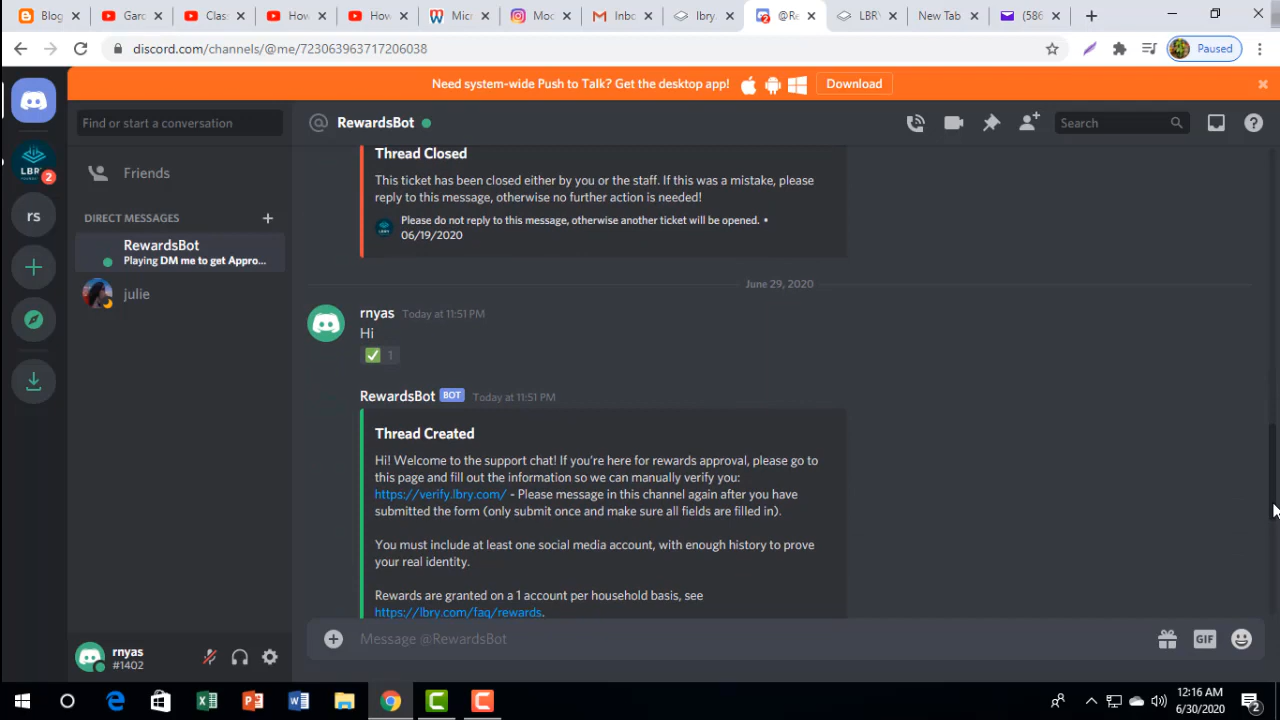 Blog
Gard
Class
How
How
Micr
Moc
Inbo
lbry
@Re
LBRY
New Tab
(586
discord.com/channels/@me/723063963717206038
Paused
Need system-wide Push to Talk? Get the desktop app!
Download
Find or start a conversation
RewardsBot
Search
Friends
LBRY
2
rs
DIRECT MESSAGES
RewardsBot
Playing DM me to get Appro...
julie
Thread Closed
This ticket has been closed either by you or the staff. If this was a mistake, please
reply to this message, otherwise no further action is needed!
Please do not reply to this message, otherwise another ticket will be opened. •
06/19/2020
June 29, 2020
rnyas Today at 11:51 PM
Hi
1
RewardsBot BOT Today at 11:51 PM
Thread Created
Hi! Welcome to the support chat! If you're here for rewards approval, please go to
this page and fill out the information so we can manually verify you:
https://verify.lbry.com/ - Please message in this channel again after you have
submitted the form (only submit once and make sure all fields are filled in).
You must include at least one social media account, with enough history to prove
your real identity.
Rewards are granted on a 1 account per household basis, see
https://lbry.com/faq/rewards.
Message @RewardsBot
GIF
rnyas
#1402
12:16 AM
6/30/2020
2